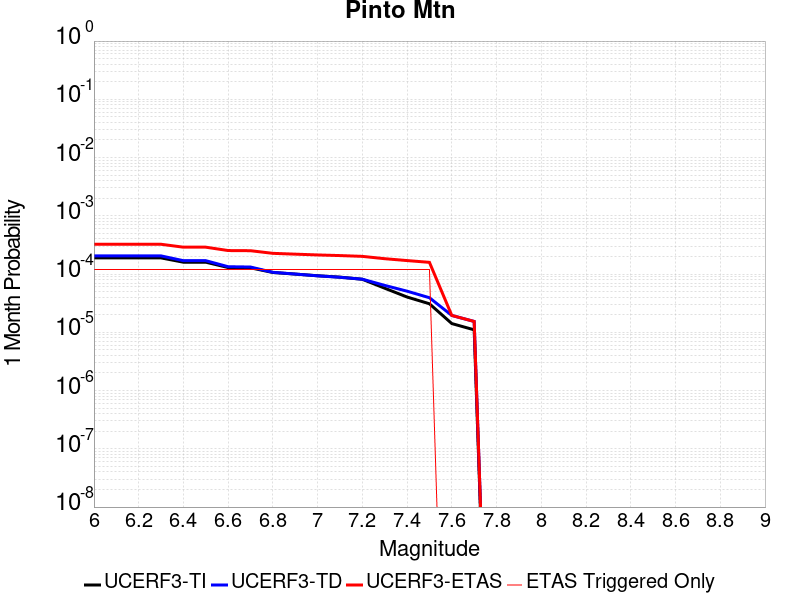 Pinto Mtn
10^0
10^-1
10^-2
10^-3
10^-4
10^-5
10^-6
10^-7
10^-8
1 Month Probability
6 6.2 6.4 6.6 6.8 7 7.2 7.4 7.6 7.8 8 8.2 8.4 8.6 8.8 9
Magnitude
UCERF3-TI UCERF3-TD UCERF3-ETAS ETAS Triggered Only